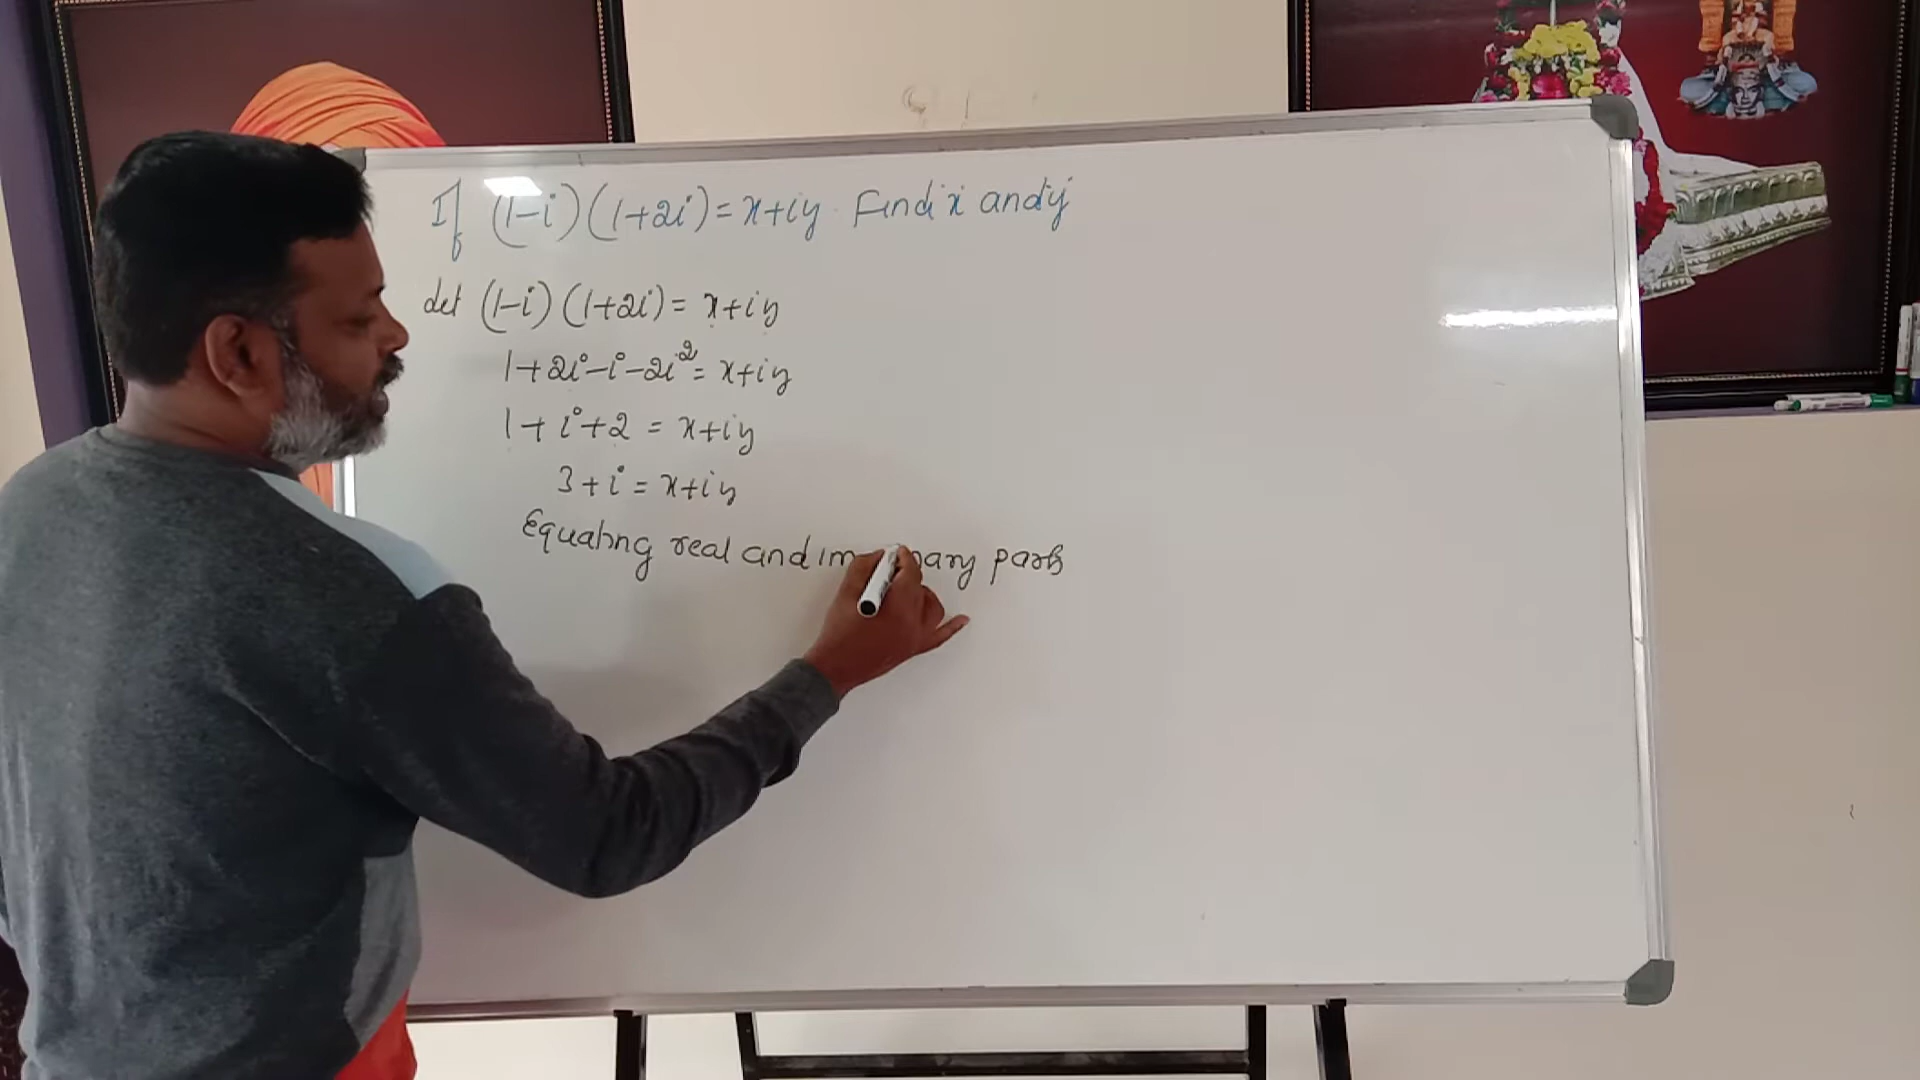 If (1-i)(1+2i) = x+iy. Find x and y
let (1-i)(1+2i) = x+iy
1+2i-i-2i² = x+iy
1+i+2 = x+iy
3+i = x+iy
Equating real and parts